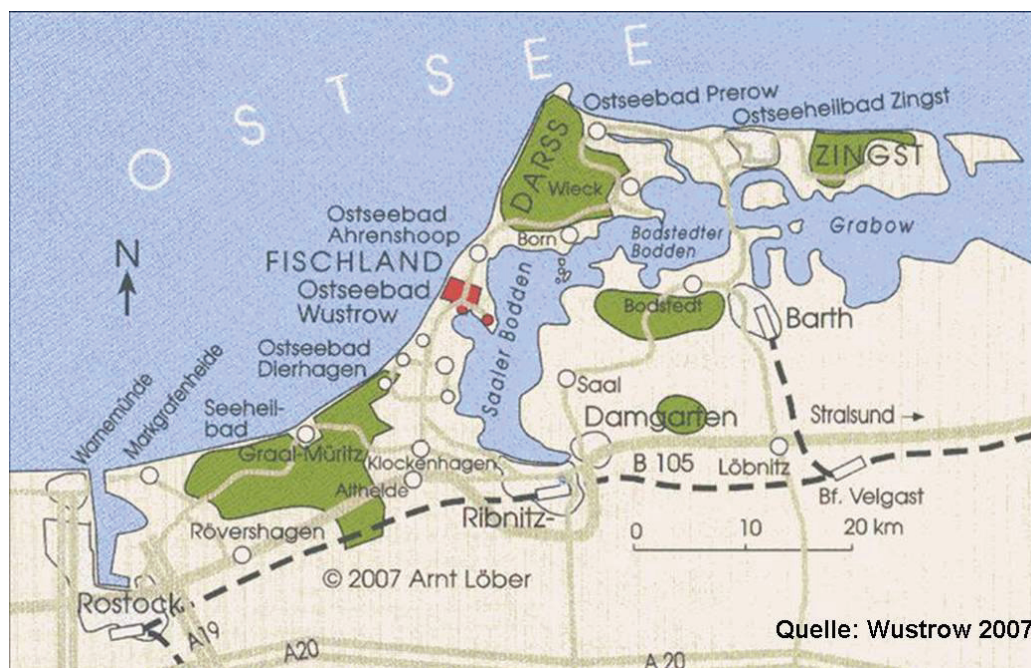 OSTSEE
Ostseebad Prerow
Ostseeheilbad Zingst
DARSS
ZINGST
Wieck
Ostseebad
Ahrenshoop
Born
Bodstedter
Bodden
Grabow
N
FISCHLAND
Ostseebad
Wustrow
Saaler Bodden
Bodstedt
Barth
Ostseebad
Dierhagen
Saal
Warnemünde
Markgrafenheide
Seeheil-
bad
Graal-Müritz
Damgarten
Stralsund →
Klockenhagen
B 105
Löbnitz
Altheide
Bf. Velgast
Ribnitz-
Rövershagen
0 10 20 km
© 2007 Arnt Löber
Rostock
A19
A20
A 20
Quelle: Wustrow 2007